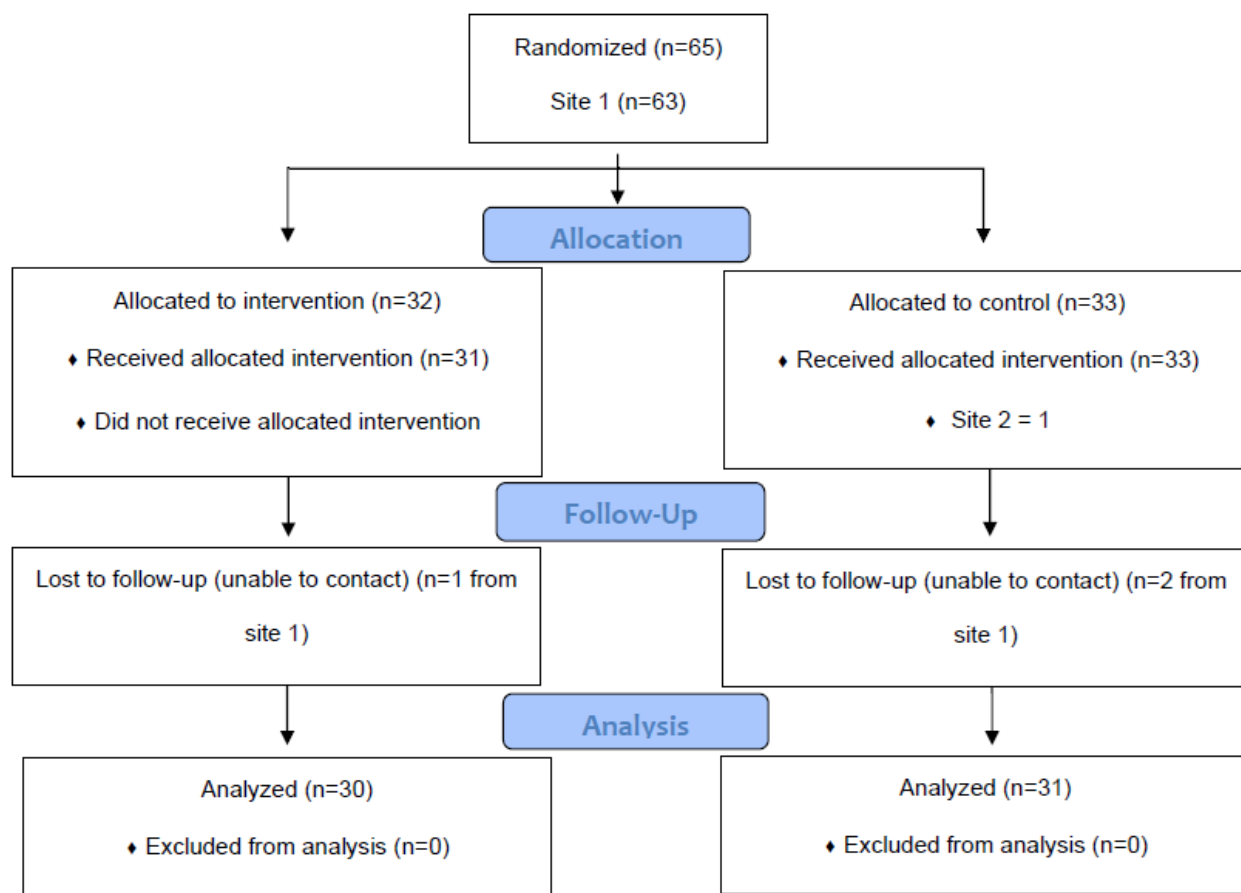 Randomized (n=65)
Site 1 (n=63)
Allocation
Allocated to intervention (n=32)
♦ Received allocated intervention (n=31)
♦ Did not receive allocated intervention
Allocated to control (n=33)
♦ Received allocated intervention (n=33)
♦ Site 2 = 1
Follow-Up
Lost to follow-up (unable to contact) (n=1 from
site 1)
Lost to follow-up (unable to contact) (n=2 from
site 1)
Analysis
Analyzed (n=30)
♦ Excluded from analysis (n=0)
Analyzed (n=31)
♦ Excluded from analysis (n=0)